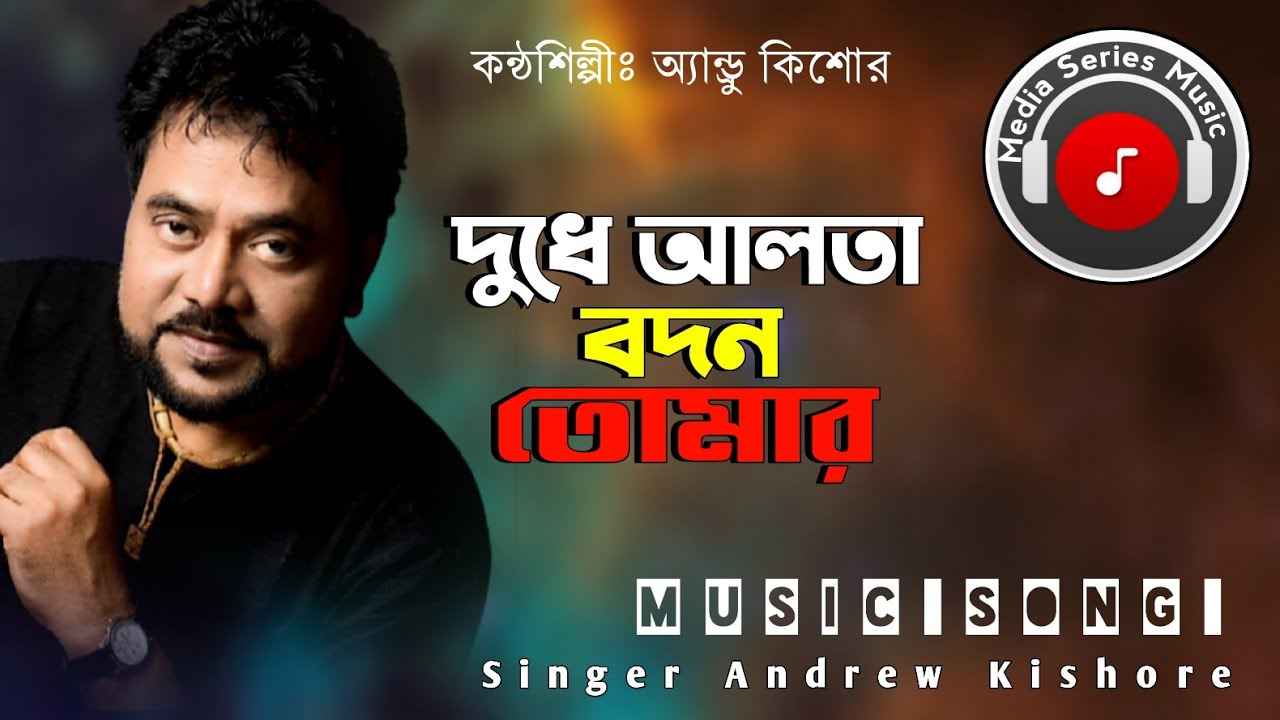 কন্ঠশিল্পীঃ অ্যান্ড্রু কিশোর
Media Series Music
দুধে আলতা
বদন
তোমার
MUSIC SONG
Singer Andrew Kishore